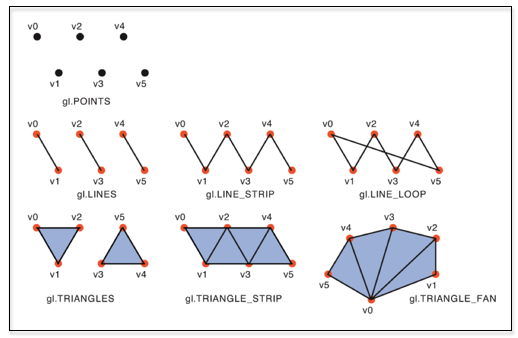 v0 v2 v4
v1 v3 v5
gl.POINTS
v0 v2 v4 v0 v2 v4 v0 v2 v4
v1 v3 v5 v1 v3 v5 v1 v3 v5
gl.LINES gl.LINE_STRIP gl.LINE_LOOP
v0 v2 v5 v0 v2 v4 v4 v3 v2
v1 v3 v4 v1 v3 v5 v5 v1
gl.TRIANGLES gl.TRIANGLE_STRIP v0 gl.TRIANGLE_FAN